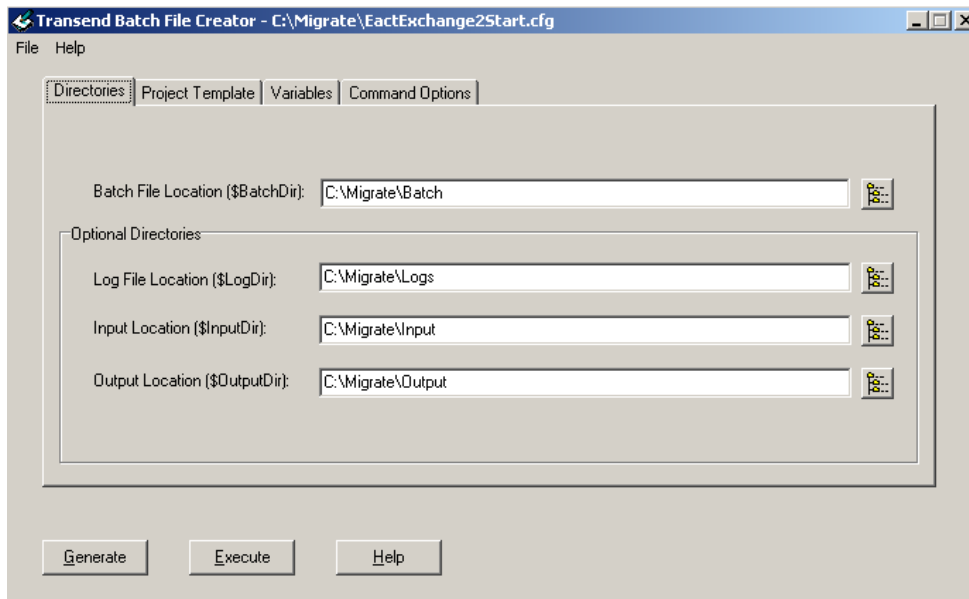 Transend Batch File Creator - C:\Migrate\EactExchange2Start.cfg
File Help
Directories Project Template Variables Command Options
Batch File Location ($BatchDir): C:\Migrate\Batch
Optional Directories
Log File Location ($LogDir): C:\Migrate\Logs
Input Location ($InputDir): C:\Migrate\Input
Output Location ($OutputDir): C:\Migrate\Output
Generate Execute Help